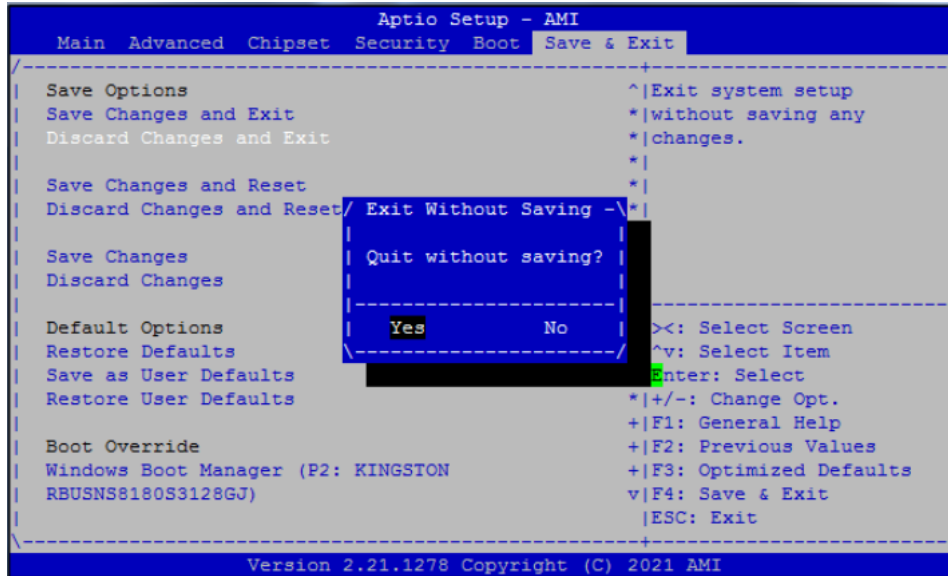 Aptio Setup - AMI
Main Advanced Chipset Security Boot Save & Exit
/----------------------------------------------------+-------------------------
| Save Options ^|Exit system setup
| Save Changes and Exit *|without saving any
| Discard Changes and Exit *|changes.
| *|
| Save Changes and Reset *|
| Discard Changes and Reset/ Exit Without Saving -\*|
| | |
| Save Changes | Quit without saving? |
| Discard Changes | |
| |----------------------|-------------------------
| Default Options | Yes No | ><: Select Screen
| Restore Defaults \----------------------/ ^v: Select Item
| Save as User Defaults Enter: Select
| Restore User Defaults *|+/-: Change Opt.
| +|F1: General Help
| Boot Override +|F2: Previous Values
| Windows Boot Manager (P2: KINGSTON +|F3: Optimized Defaults
| RBUSNS8180S3128GJ) v|F4: Save & Exit
| |ESC: Exit
\----------------------------------------------------+-------------------------
Version 2.21.1278 Copyright (C) 2021 AMI